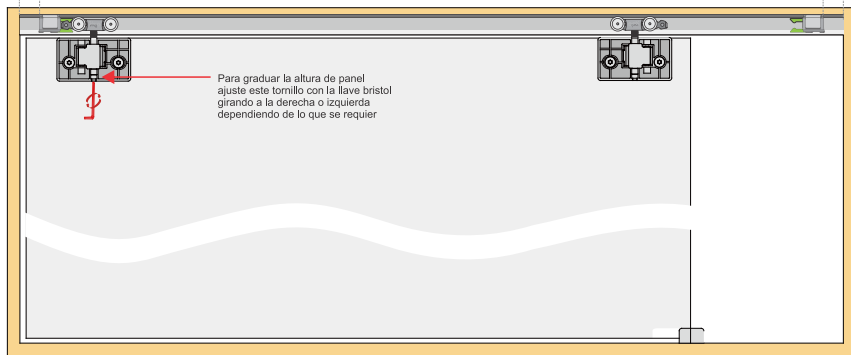 Para graduar la altura de panel
ajuste este tornillo con la llave bristol
girando a la derecha o izquierda
dependiendo de lo que se requier